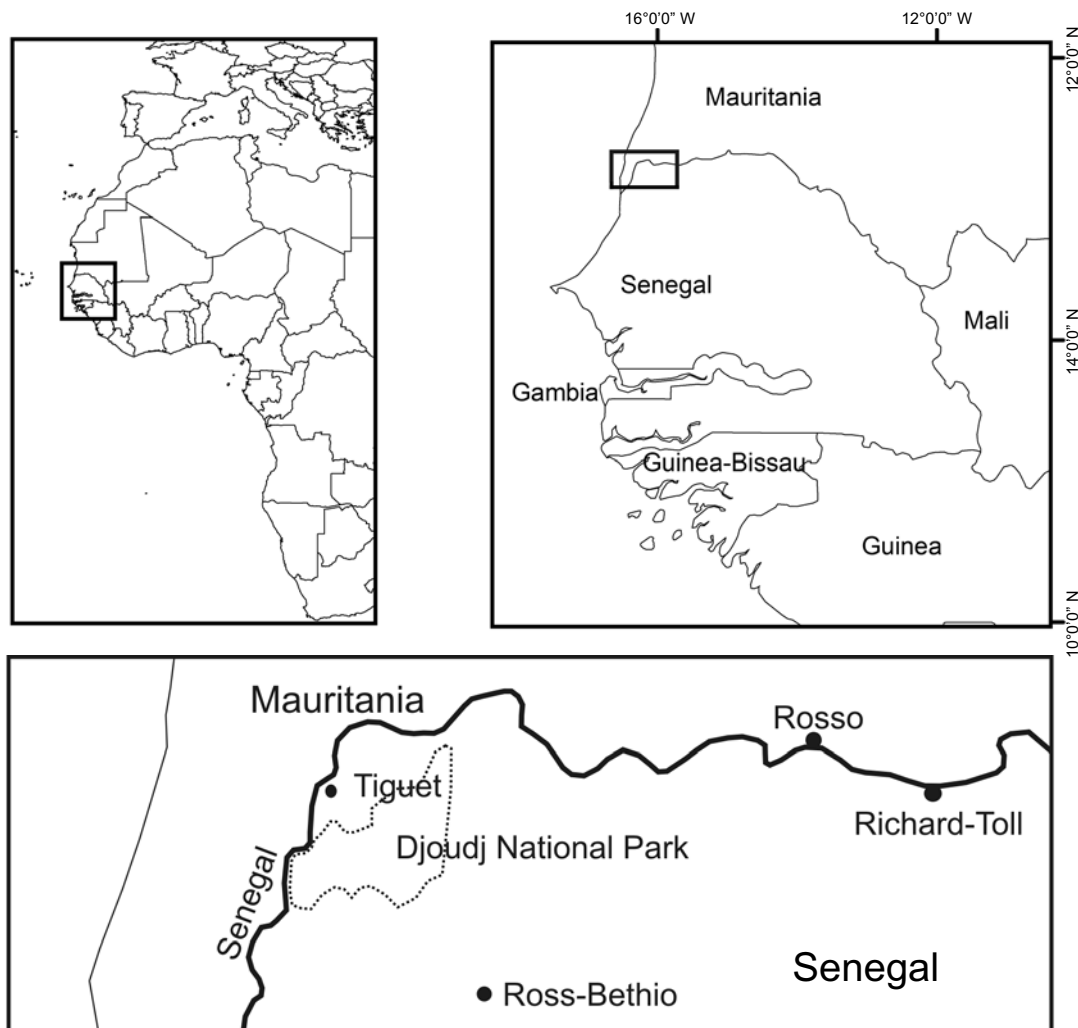 16°0'0" W
12°0'0" W
12°0'0" N
Mauritania
Senegal
Mali
14°0'0" N
Gambia
Guinea-Bissau
Guinea
10°0'0" N
Mauritania
Rosso
Tiguet
Richard-Toll
Djoudj National Park
Senegal
Senegal
Ross-Bethio